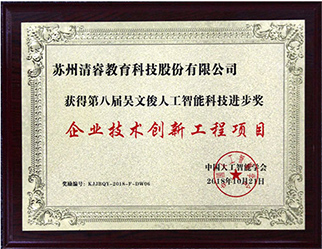 苏州清睿教育科技股份有限公司
获得第八届吴文俊人工智能科技进步奖
企业技术创新工程项目
中国人工智能学会
2018年10月21日
奖励编号：KJJBQY-2018-F-DW06